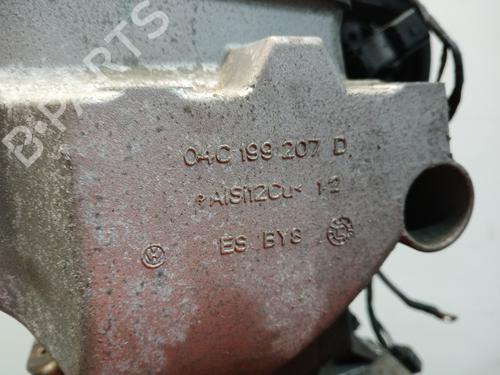 B-PARTS
04C 199 207 D
>AlSi12Cu< 1-2
ES BY8